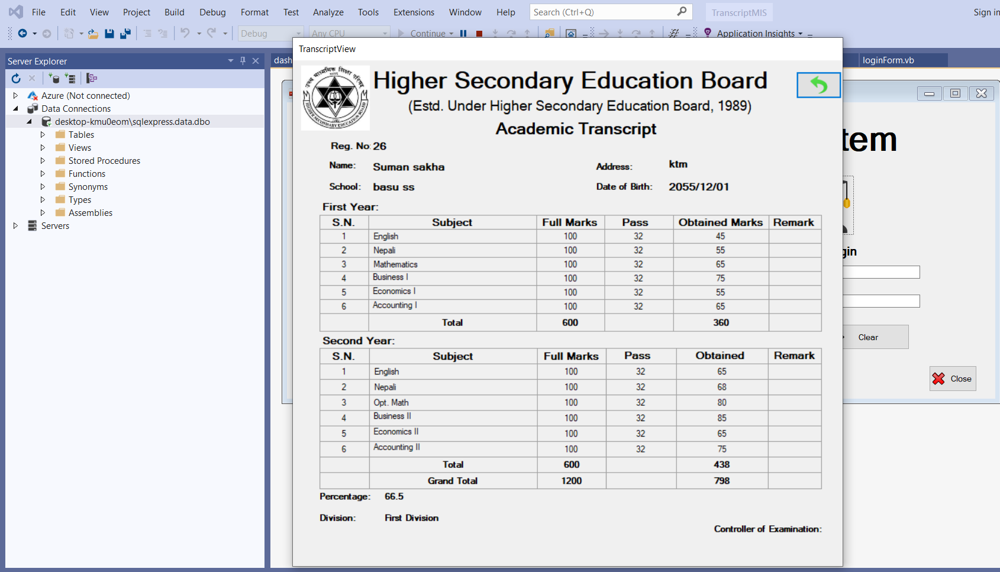 File Edit View Project Build Debug Format Test Analyze Tools Extensions Window Help Search (Ctrl+Q) TranscriptMIS Sign in
Debug Any CPU Continue Application Insights
Server Explorer
Azure (Not connected)
Data Connections
desktop-kmu0eom\sqlexpress.data.dbo
Tables
Views
Stored Procedures
Functions
Synonyms
Types
Assemblies
Servers
dash
loginForm.vb
TranscriptView
उच्च माध्यमिक शिक्षा परिषद
HIGHER SECONDARY EDUCATION BOARD
Higher Secondary Education Board
(Estd. Under Higher Secondary Education Board, 1989)
Academic Transcript
Reg. No: 26
Name: Suman sakha Address: ktm
School: basu ss Date of Birth: 2055/12/01
First Year:
S.N. Subject Full Marks Pass Obtained Marks Remark
1 English 100 32 45
2 Nepali 100 32 55
3 Mathematics 100 32 65
4 Business I 100 32 75
5 Economics I 100 32 55
6 Accounting I 100 32 65
Total 600 360
Second Year:
S.N. Subject Full Marks Pass Obtained Remark
1 English 100 32 65
2 Nepali 100 32 68
3 Opt. Math 100 32 80
4 Business II 100 32 85
5 Economics II 100 32 65
6 Accounting II 100 32 75
Total 600 438
Grand Total 1200 798
Percentage: 66.5
Division: First Division
Controller of Examination:
tem
gin
Clear
Close